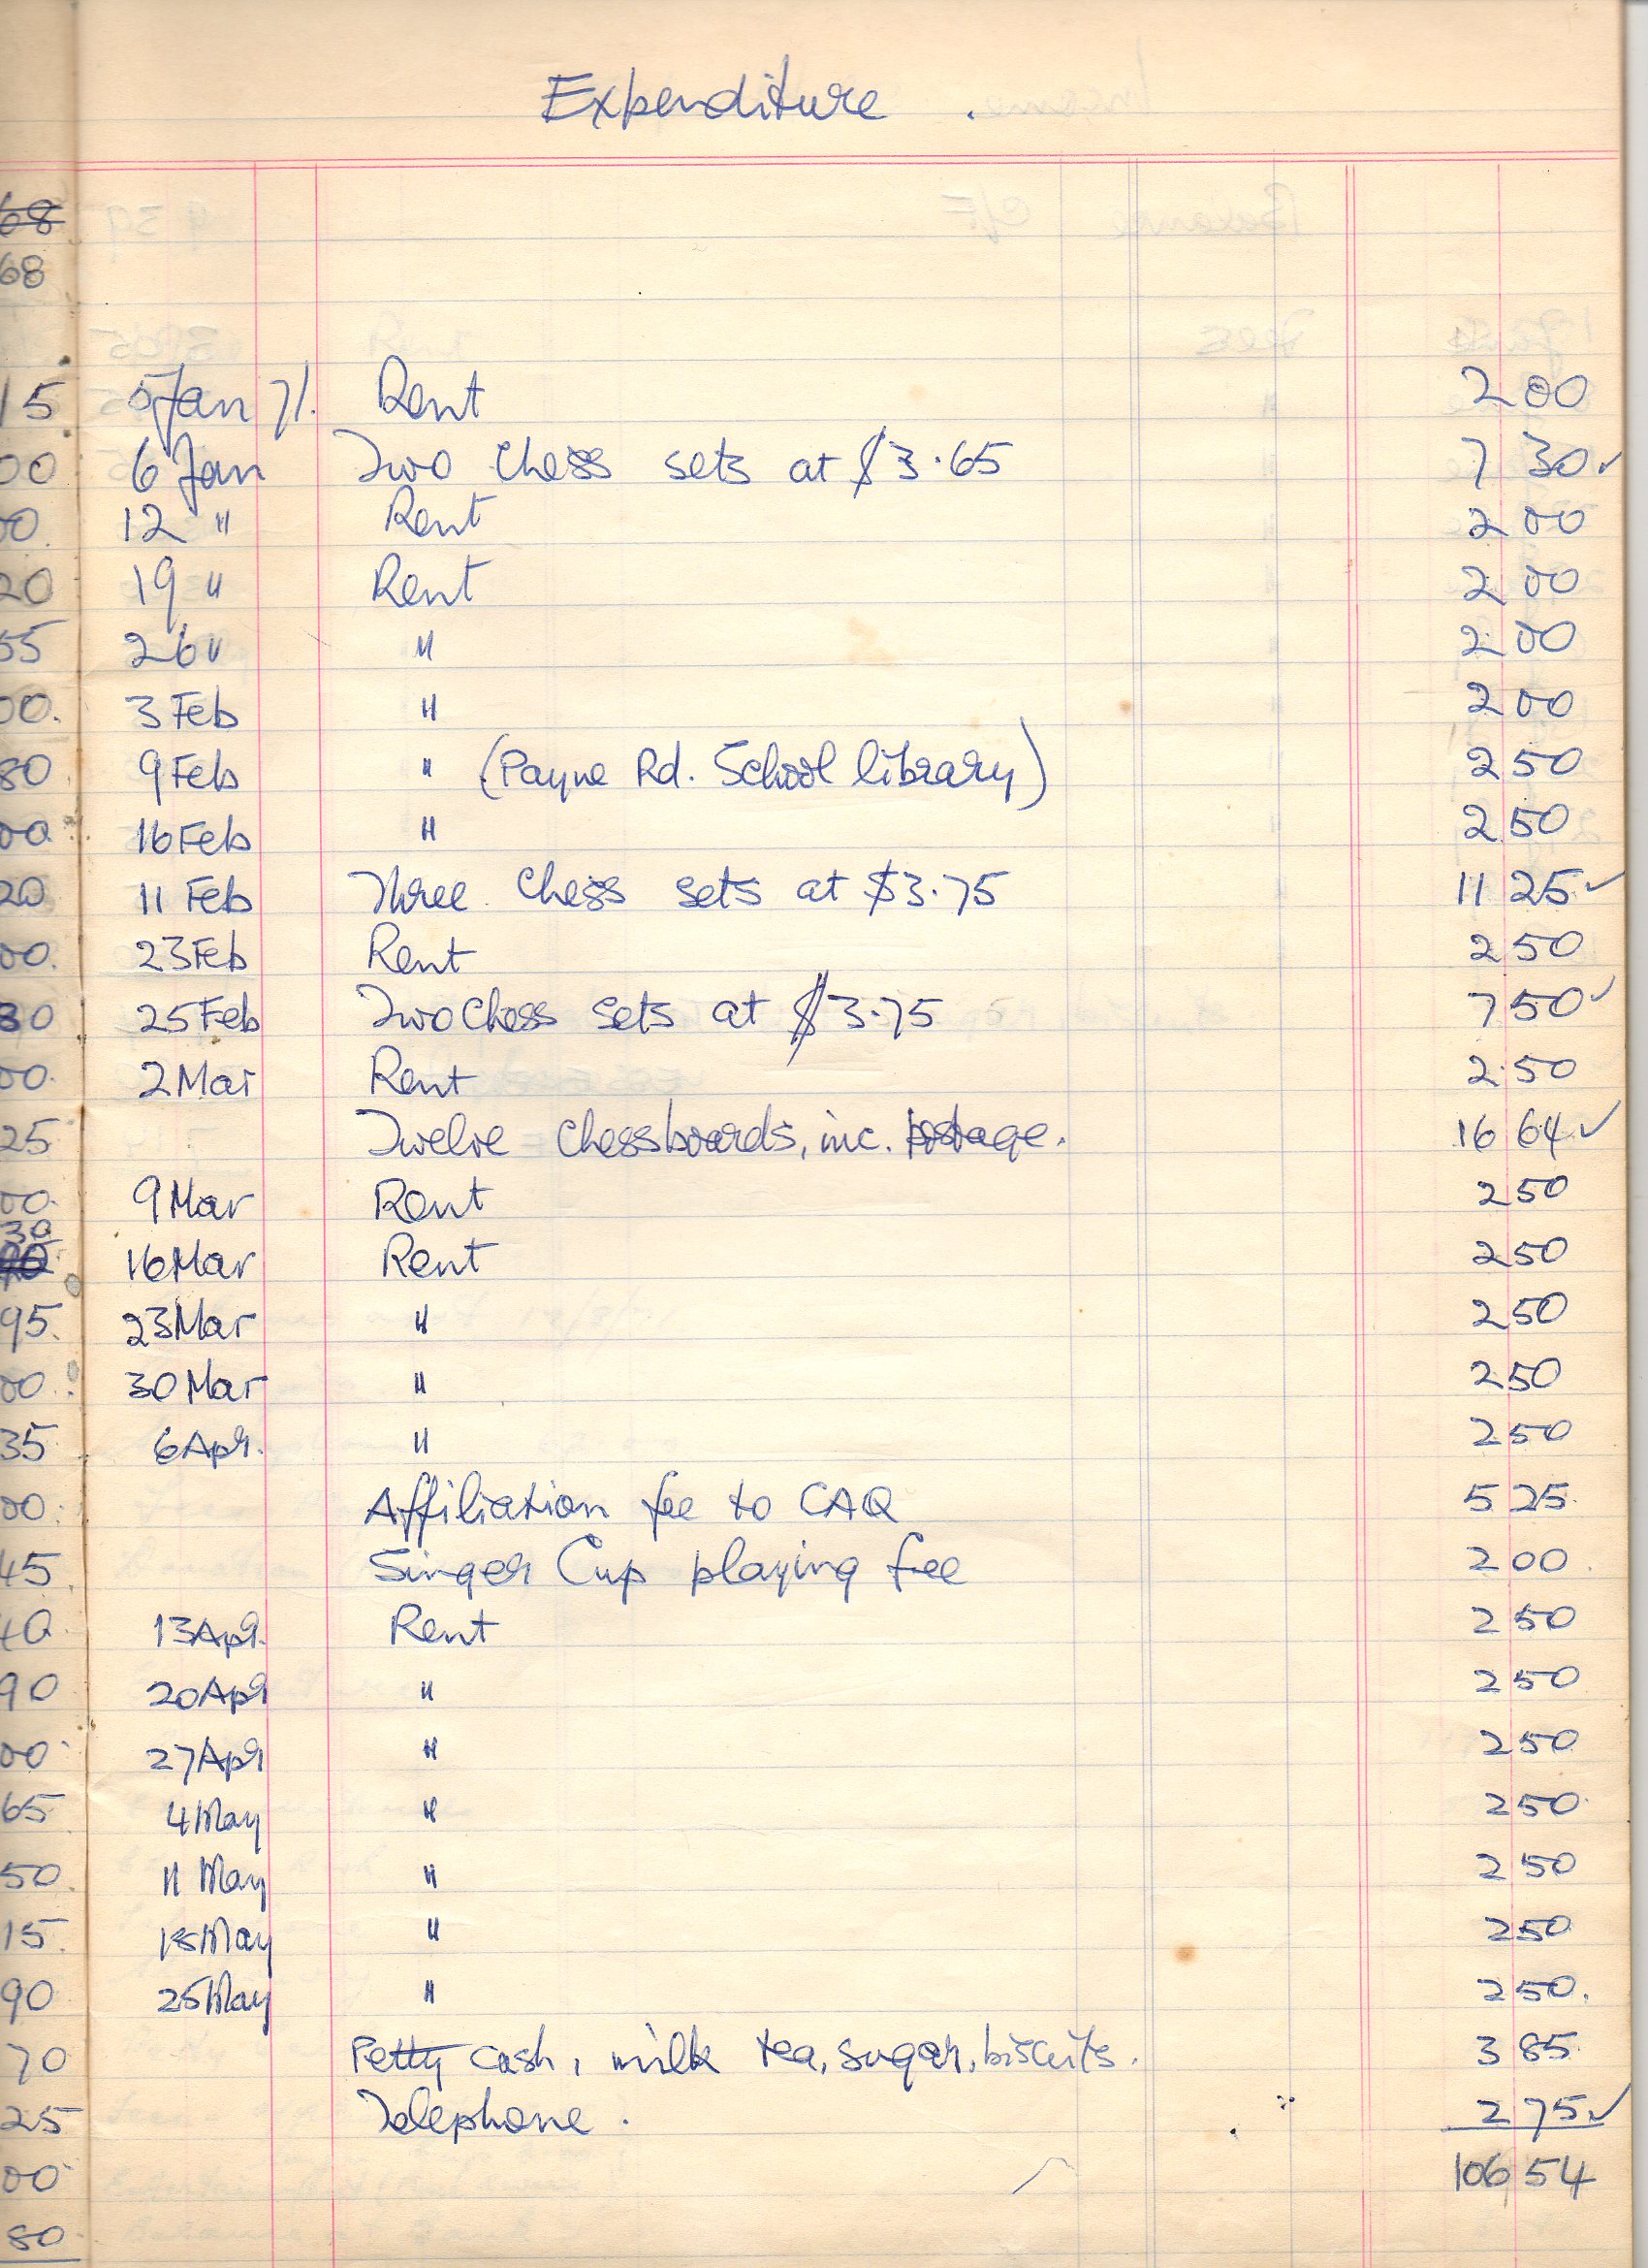 Expenditure .
68
68
15 5 Jan 71. Rent 2 00
00 6 Jan Two chess sets at $3.65 7 30 ✓
00. 12 " Rent 2 00
20 19 " Rent 2 00
55 26 " " 2 00
00. 3 Feb " 2 00
80 9 Feb " (Payne Rd. School library) 2 50
00 16 Feb " 2 50
20 11 Feb Three chess sets at $3.75 11 25 ✓
00. 23 Feb Rent 2 50
30 25 Feb Two chess sets at $3.75 7 50 ✓
00. 2 Mar Rent 2.50
25 Twelve chessboards, inc. postage. 16 64 ✓
00. 9 Mar Rent 2 50
30
16 Mar Rent 2 50
95. 23 Mar " 2 50
00. 30 Mar " 2 50
35 6 Apr. " 2 50
00. Affiliation fee to CAQ 5 25.
45. Singer Cup playing fee 2 00.
40. 13 Apr. Rent 2 50
90 20 Apr " 2 50
00. 27 Apr " 2 50
65 4 May " 2 50.
50. 11 May " 2 50
15. 18 May " 2 50
90 25 May " 2 50.
70 Petty cash, milk tea, sugar, biscuits. 3 85.
25 Telephone. 2 75 ✓
00 106 54
80